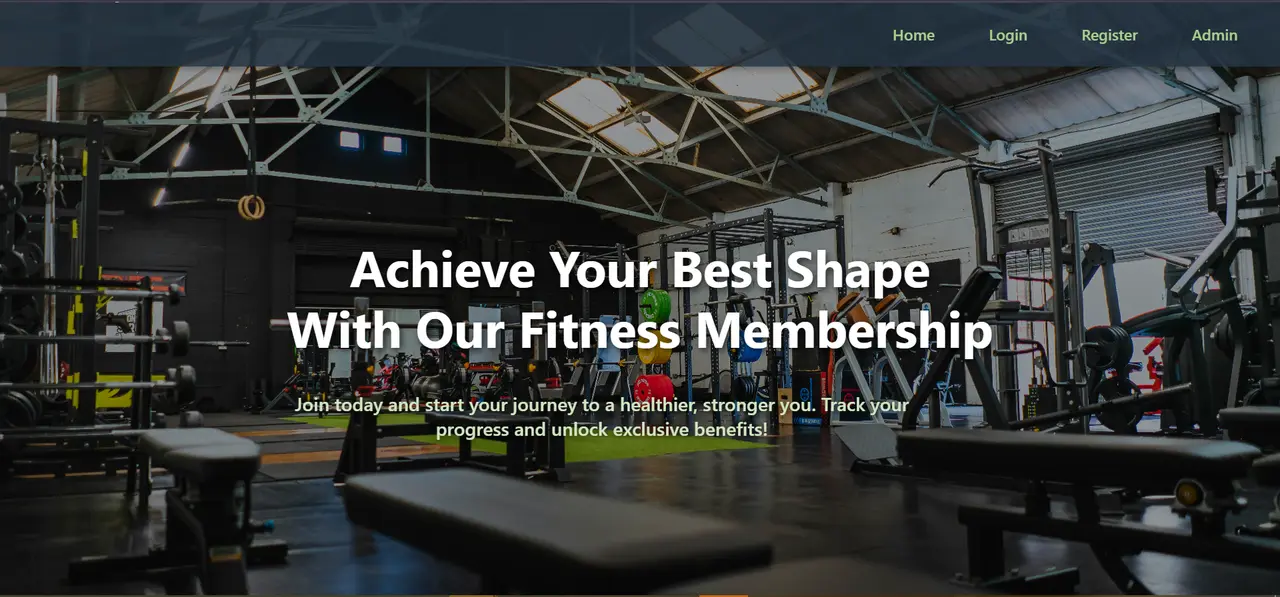 Home Login Register Admin
Achieve Your Best Shape
With Our Fitness Membership
Join today and start your journey to a healthier, stronger you. Track your
progress and unlock exclusive benefits!